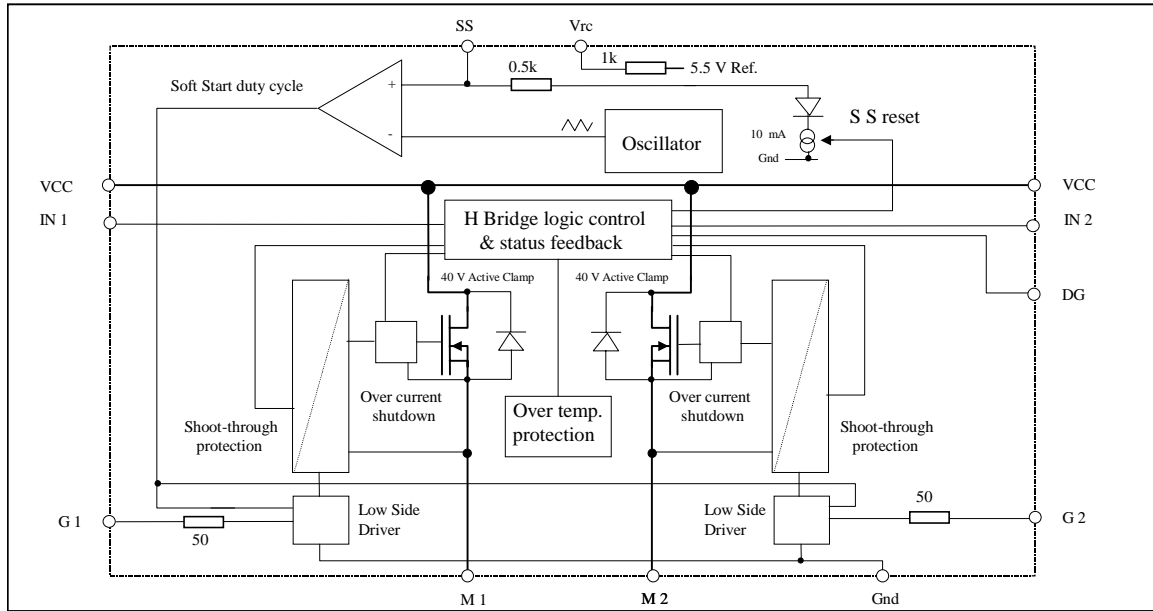 SS
Vrc
1k
5.5 V Ref.
0.5k
Soft Start duty cycle
+
-
Oscillator
S S reset
10 mA
Gnd
VCC
VCC
IN 1
IN 2
H Bridge logic control
& status feedback
40 V Active Clamp
40 V Active Clamp
DG
Over current
shutdown
Over temp.
protection
Over current
shutdown
Shoot-through
protection
Shoot-through
protection
G 1
50
Low Side
Driver
Low Side
Driver
50
G 2
M 1
M 2
Gnd